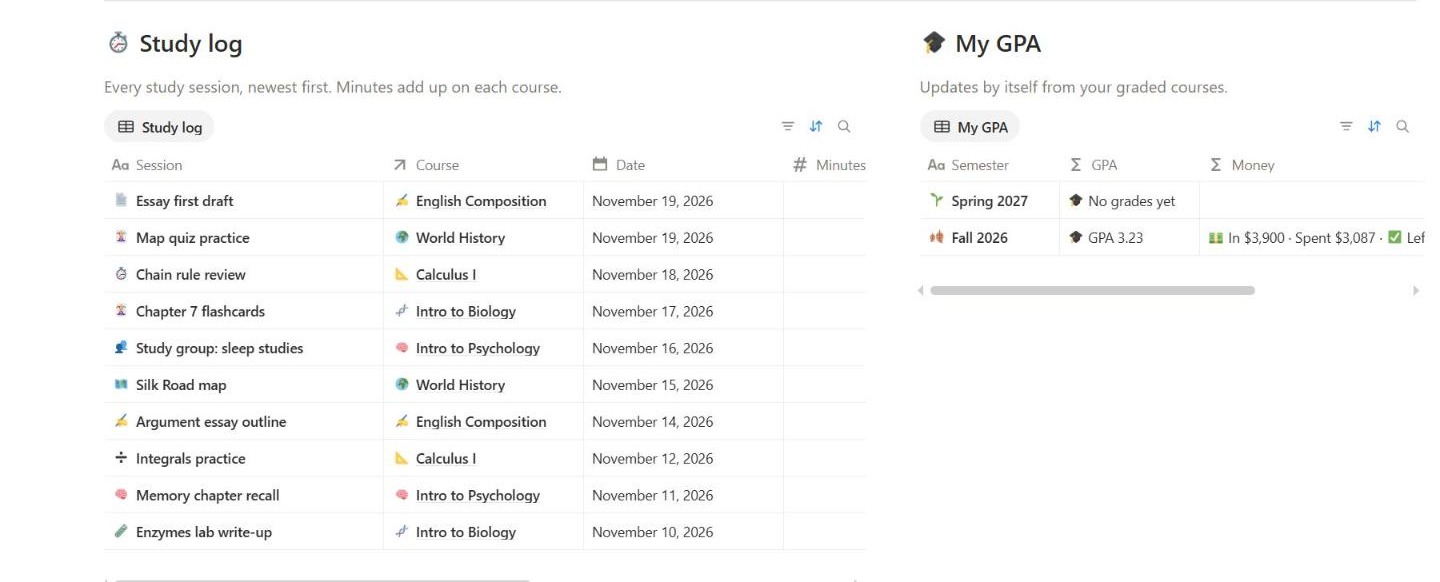 Study log
Every study session, newest first. Minutes add up on each course.
Study log
Aa Session Course Date # Minutes
Essay first draft English Composition November 19, 2026
Map quiz practice World History November 19, 2026
Chain rule review Calculus I November 18, 2026
Chapter 7 flashcards Intro to Biology November 17, 2026
Study group: sleep studies Intro to Psychology November 16, 2026
Silk Road map World History November 15, 2026
Argument essay outline English Composition November 14, 2026
Integrals practice Calculus I November 12, 2026
Memory chapter recall Intro to Psychology November 11, 2026
Enzymes lab write-up Intro to Biology November 10, 2026
My GPA
Updates by itself from your graded courses.
My GPA
Aa Semester Σ GPA Σ Money
Spring 2027 No grades yet
Fall 2026 GPA 3.23 In $3,900 · Spent $3,087 · Lef